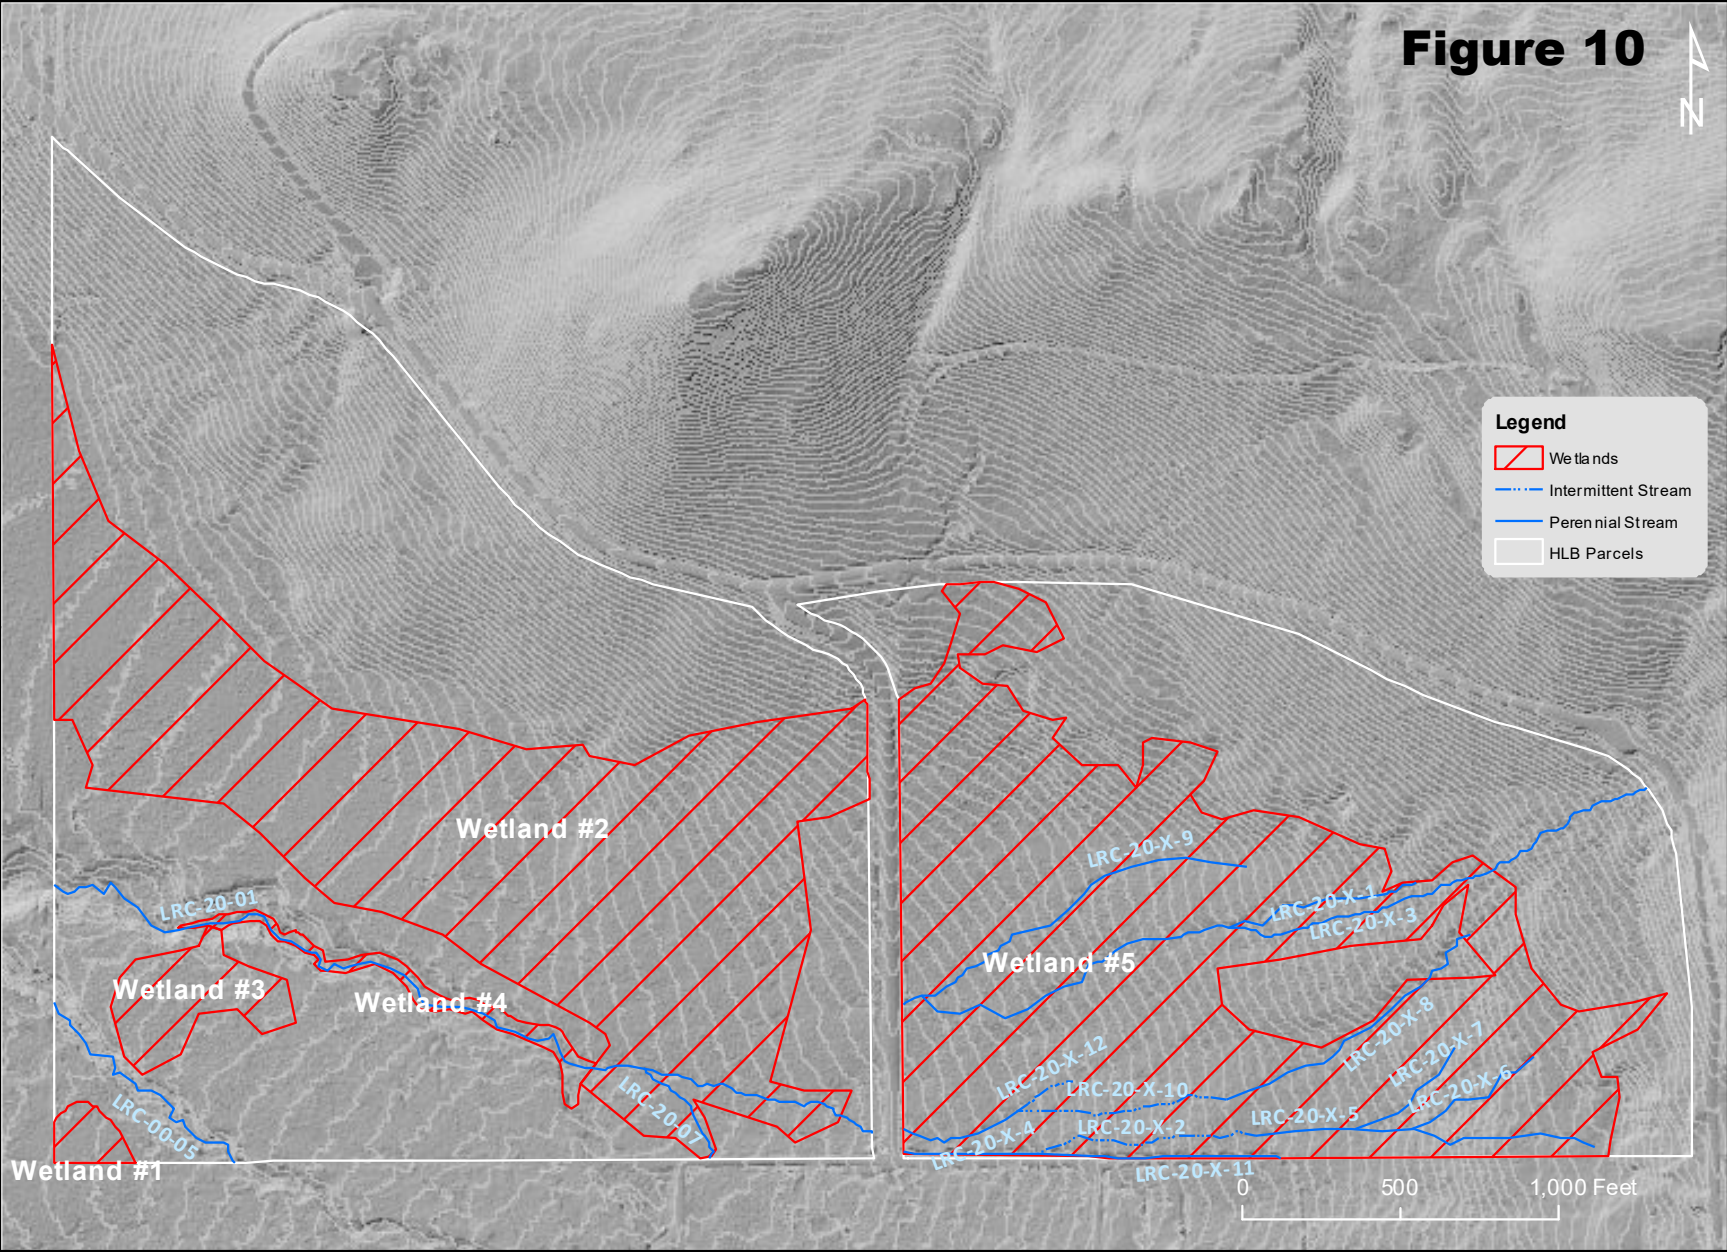 Figure 10
N
Legend
Wetlands
Intermittent Stream
Perennial Stream
HLB Parcels
Wetland #2
LRC-20-X-9
LRC-20-01
LRC-20-X-1
LRC-20-X-3
Wetland #5
Wetland #3
Wetland #4
LRC-20-X-8
LRC-20-X-12
LRC-20-X-7
LRC-20-X-10
LRC-20-X-6
LRC-20-07
LRC-00-05
LRC-20-X-5
LRC-20-X-2
LRC-20-X-4
Wetland #1
LRC-20-X-11
0 500 1,000 Feet